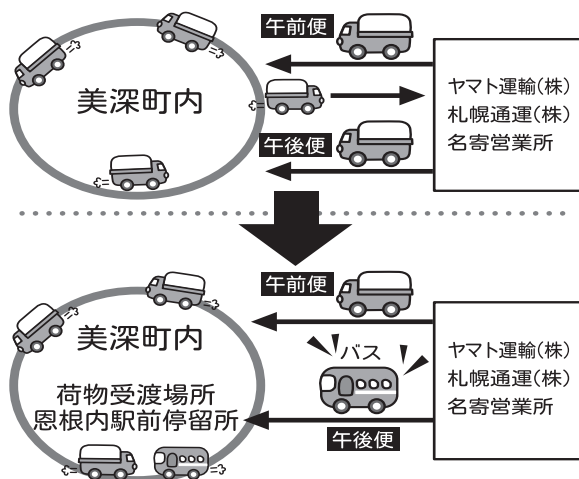 午前便
美深町内
ヤマト運輸(株)
札幌通運(株)
名寄営業所
午後便
午前便
美深町内
バス
ヤマト運輸(株)
札幌通運(株)
名寄営業所
荷物受渡場所
恩根内駅前停留所
午後便